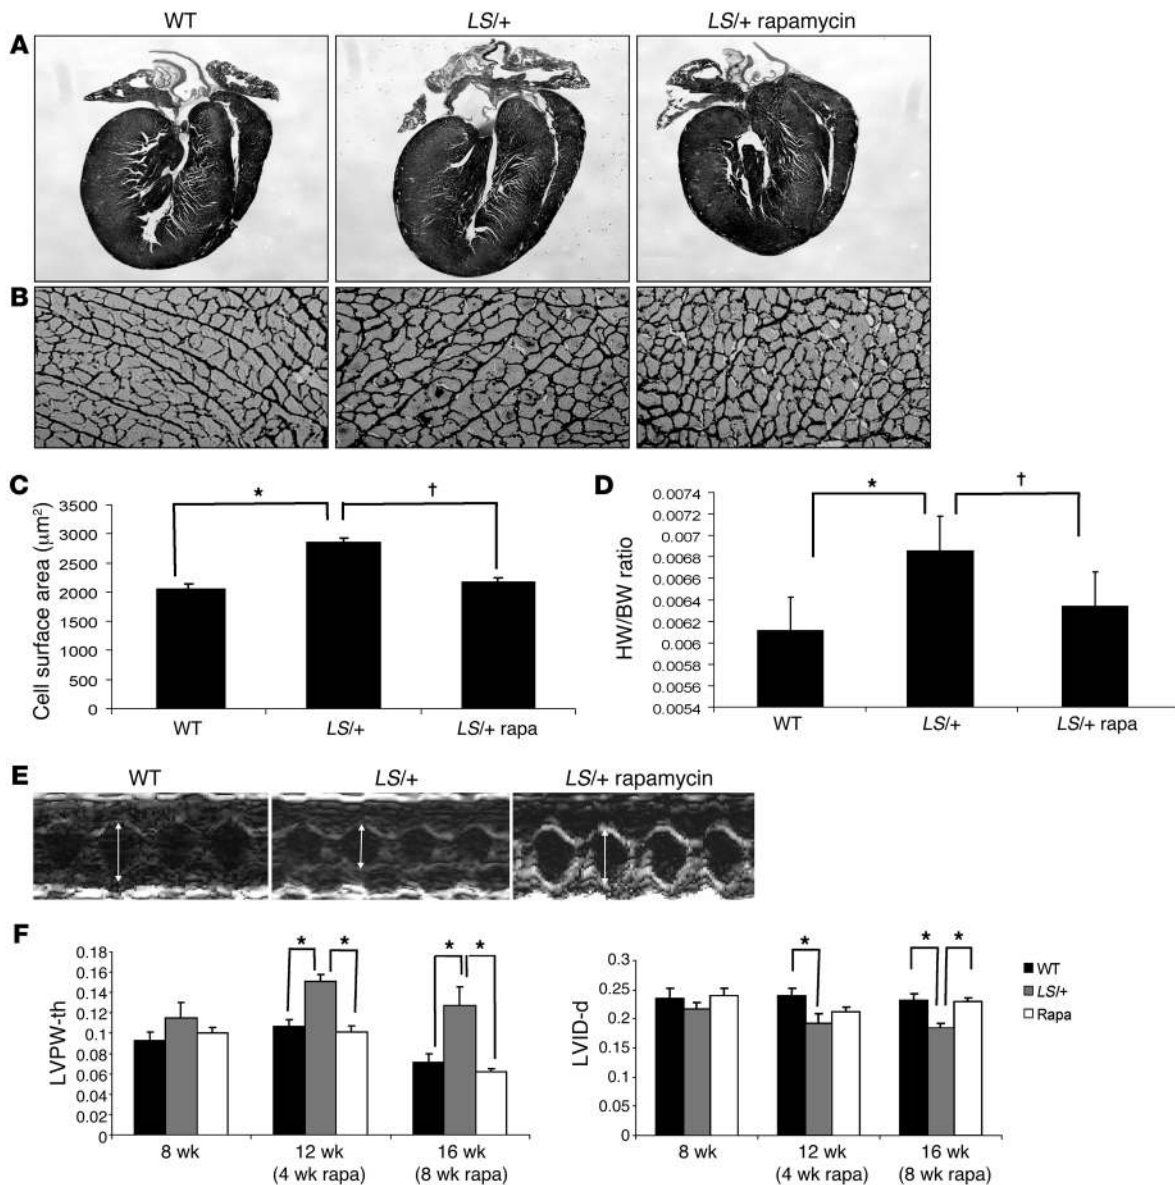 WT LS/+ LS/+ rapamycin
A
B
C
Cell surface area (μm²)
3500
3000
2500
2000
1500
1000
500
0
* †
WT LS/+ LS/+ rapa
D
HW/BW ratio
0.0074
0.0072
0.007
0.0068
0.0066
0.0064
0.0062
0.006
0.0058
0.0056
0.0054
* †
WT LS/+ LS/+ rapa
E
WT LS/+ LS/+ rapamycin
F
LVPW-th
0.18
0.16
0.14
0.12
0.1
0.08
0.06
0.04
0.02
0
* * * *
8 wk 12 wk 16 wk
(4 wk rapa) (8 wk rapa)
LVID-d
0.3
0.25
0.2
0.15
0.1
0.05
0
* * *
WT
LS/+
Rapa
8 wk 12 wk 16 wk
(4 wk rapa) (8 wk rapa)